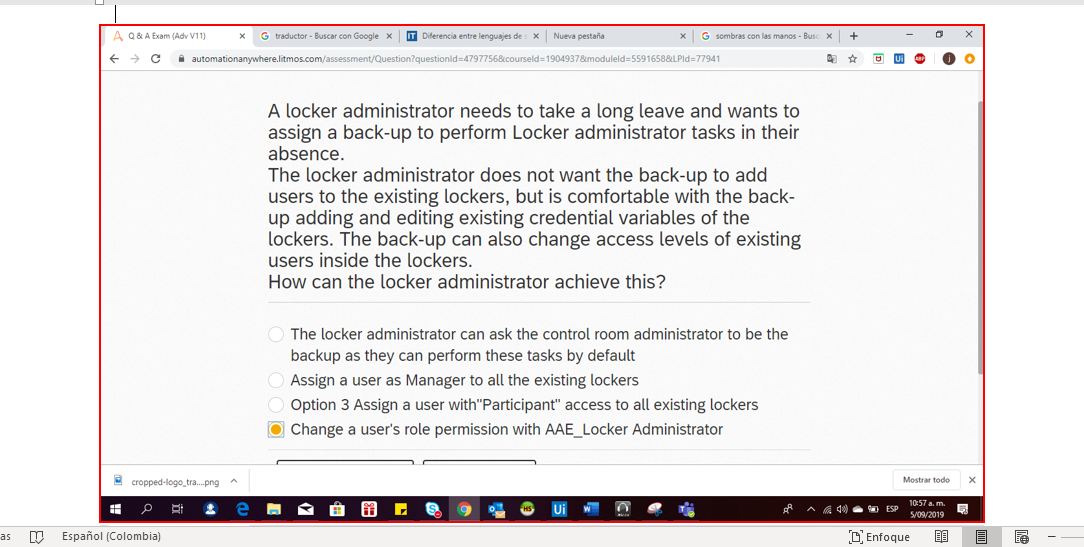 Q & A Exam (Adv V11)
traductor - Buscar con Google
Diferencia entre lenguajes de s
Nueva pestaña
sombras con las manos - Busc
automationanywhere.litmos.com/assessment/Question?questionId=4797756&courseId=1904937&moduleId=5591658&LPId=77941
A locker administrator needs to take a long leave and wants to
assign a back-up to perform Locker administrator tasks in their
absence.
The locker administrator does not want the back-up to add
users to the existing lockers, but is comfortable with the back-
up adding and editing existing credential variables of the
lockers. The back-up can also change access levels of existing
users inside the lockers.
How can the locker administrator achieve this?
The locker administrator can ask the control room administrator to be the
backup as they can perform these tasks by default
Assign a user as Manager to all the existing lockers
Option 3 Assign a user with"Participant" access to all existing lockers
Change a user's role permission with AAE_Locker Administrator
cropped-logo_tra....png
Mostrar todo
ESP
10:57 a. m.
5/09/2019
as
Español (Colombia)
Enfoque